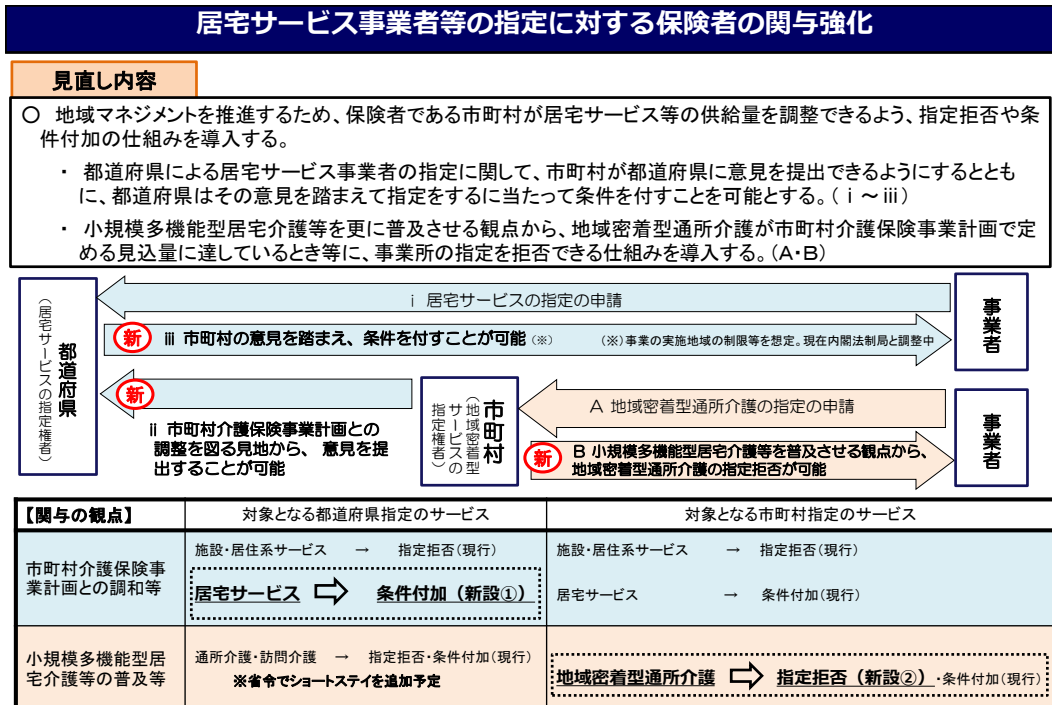 居宅サービス事業者等の指定に対する保険者の関与強化
見直し内容
○ 地域マネジメントを推進するため、保険者である市町村が居宅サービス等の供給量を調整できるよう、指定拒否や条
件付加の仕組みを導入する。
・ 都道府県による居宅サービス事業者の指定に関して、市町村が都道府県に意見を提出できるようにするととも
に、都道府県はその意見を踏まえて指定をするに当たって条件を付すことを可能とする。(ⅰ～ⅲ)
・ 小規模多機能型居宅介護等を更に普及させる観点から、地域密着型通所介護が市町村介護保険事業計画で定
める見込量に達しているとき等に、事業所の指定を拒否できる仕組みを導入する。(A・B)
都道府県
(居宅サービスの指定権者)
ⅰ 居宅サービスの指定の申請
事業者
新
ⅲ 市町村の意見を踏まえ、条件を付すことが可能(※)
(※)事業の実施地域の制限等を想定。現在内閣法制局と調整中
新
ⅱ 市町村介護保険事業計画との
調整を図る見地から、 意見を提
出することが可能
市町村
(地域密着型
サービスの
指定権者)
A 地域密着型通所介護の指定の申請
事業者
新
B 小規模多機能型居宅介護等を普及させる観点から、
地域密着型通所介護の指定拒否が可能
【関与の観点】 対象となる都道府県指定のサービス 対象となる市町村指定のサービス
市町村介護保険事
業計画との調和等
施設・居住系サービス → 指定拒否(現行)
居宅サービス ⇨ 条件付加(新設①)
施設・居住系サービス → 指定拒否(現行)
居宅サービス → 条件付加(現行)
小規模多機能型居
宅介護等の普及等
通所介護・訪問介護 → 指定拒否・条件付加(現行)
※省令でショートステイを追加予定
地域密着型通所介護 ⇨ 指定拒否(新設②)・条件付加(現行)